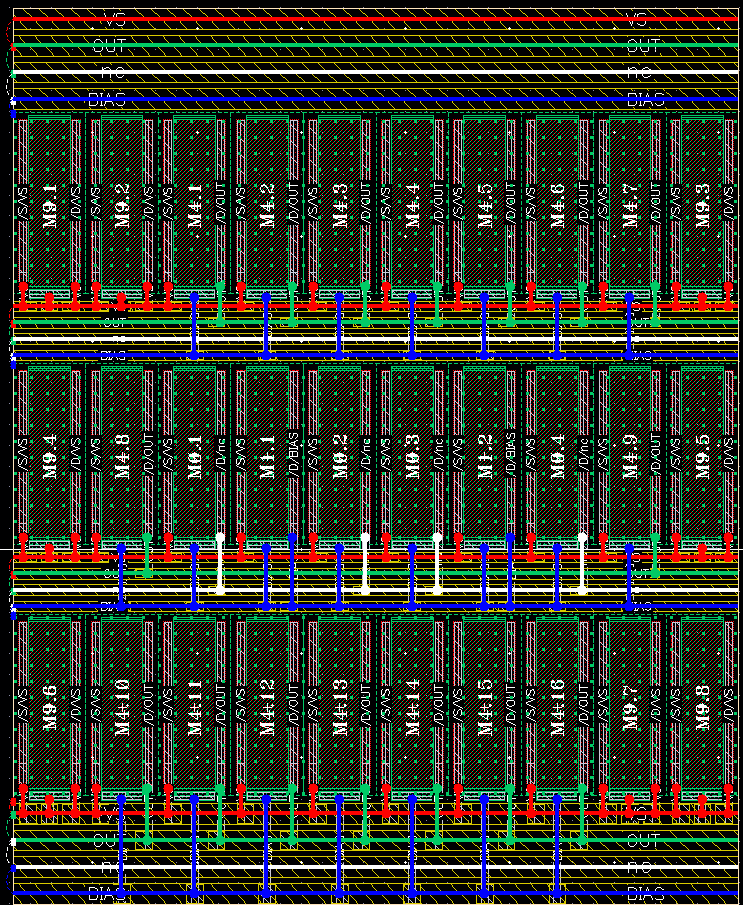 VS VS
OUT OUT
nc nc
BIAS BIAS
/S/VS M9.1 /D/VS /S/VS M9.2 /D/VS /S/VS M4.1 /D/OUT /S/VS M4.2 /D/OUT /S/VS M4.3 /D/OUT /S/VS M4.4 /D/OUT /S/VS M4.5 /D/OUT /S/VS M4.6 /D/OUT /S/VS M4.7 /D/OUT /S/VS M9.3 /D/VS
/S/VS M9.4 /D/VS /S/VS M4.8 /D/OUT /S/VS M0.1 /D/nc /S/VS M1.1 /D/BIAS /S/VS M0.2 /D/nc /S/VS M0.3 /D/nc /S/VS M1.2 /D/BIAS /S/VS M0.4 /D/nc /S/VS M4.9 /D/OUT /S/VS M9.5 /D/VS
/S/VS M9.6 /D/VS /S/VS M4.10 /D/OUT /S/VS M4.11 /D/OUT /S/VS M4.12 /D/OUT /S/VS M4.13 /D/OUT /S/VS M4.14 /D/OUT /S/VS M4.15 /D/OUT /S/VS M4.16 /D/OUT /S/VS M9.7 /D/VS /S/VS M9.8 /D/VS
OUT OUT
nc nc
BIAS BIAS